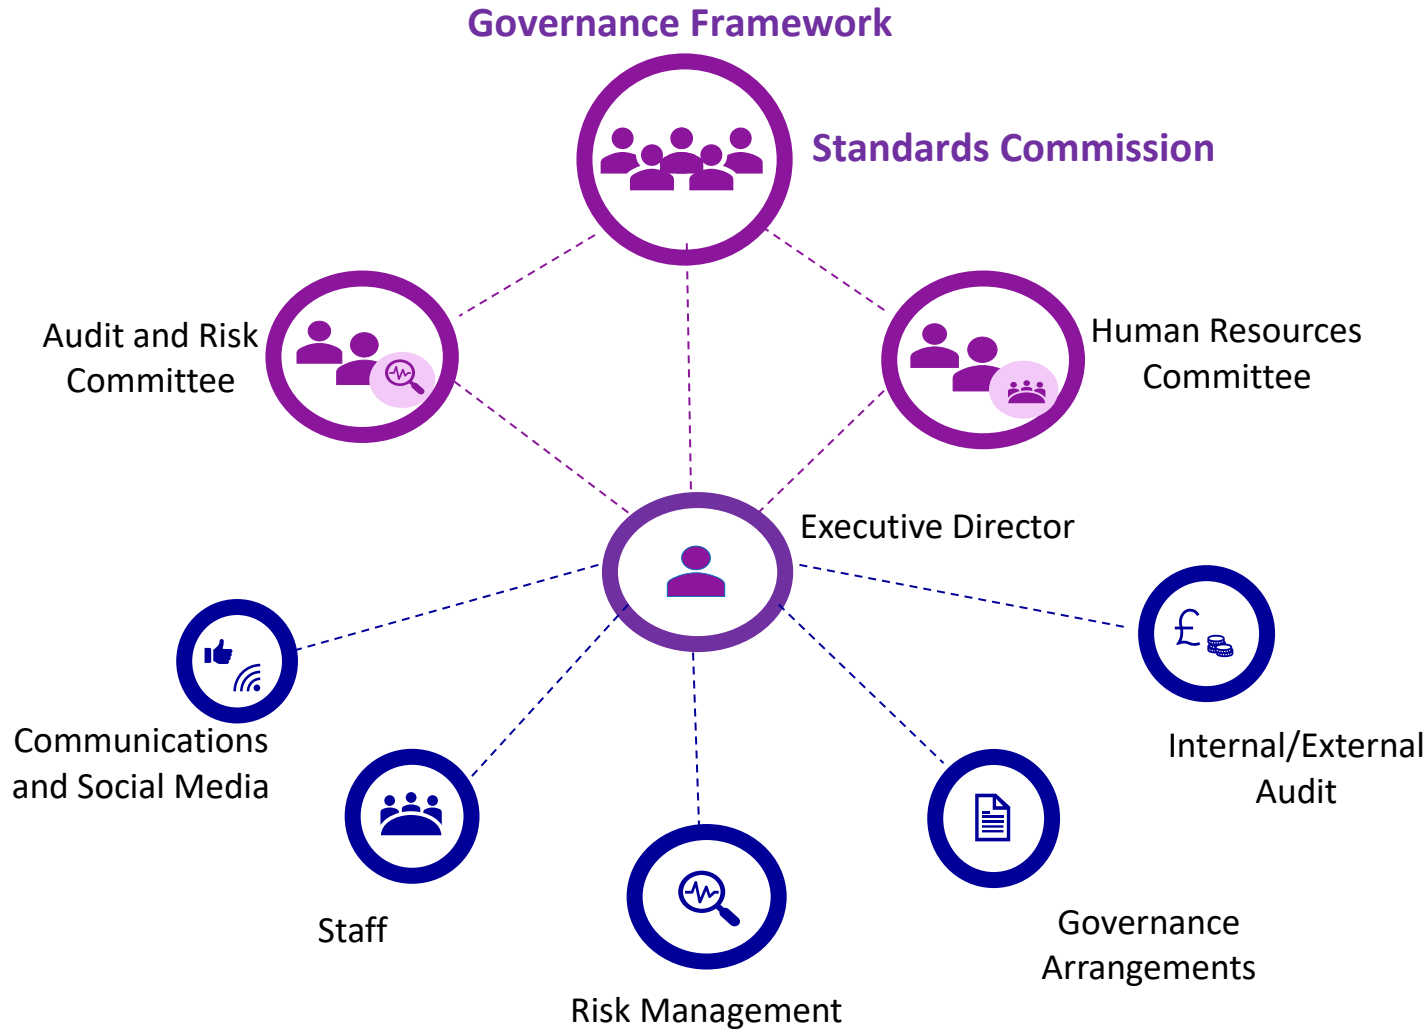 Governance Framework
Standards Commission
Audit and Risk
Committee
Human Resources
Committee
Executive Director
Communications
and Social Media
Internal/External
Audit
Staff
Governance
Arrangements
Risk Management
£